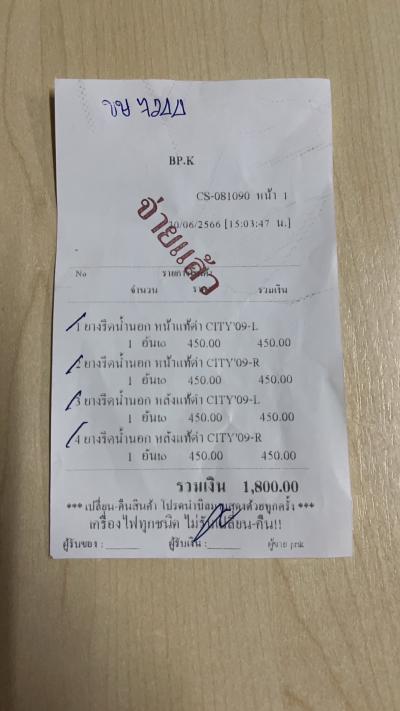 BP.K
CS-081090 หน้า 1
จ่ายแล้ว
/06/2566 [15:03:47 น.]
No
จำนวน รวมเงิน
1 ยางรีดน้ำนอก หน้าแท้ดำ CITY'09-L
1 อันเอ 450.00 450.00
2 ยางรีดน้ำนอก หน้าแท้ดำ CITY'09-R
1 อันเอ 450.00 450.00
3 ยางรีดน้ำนอก หลังแท้ดำ CITY'09-L
1 อันเอ 450.00 450.00
4 ยางรีดน้ำนอก หลังแท้ดำ CITY'09-R
1 อันเอ 450.00 450.00
รวมเงิน 1,800.00
*** เปลี่ยน-คืนสินค้า โปรดนำบิลมาแสดงด้วยทุกครั้ง ***
เครื่องไฟทุกชนิด ไม่รับเปลี่ยน-คืน!!
ผู้รับของ : ______ ผู้รับเงิน :______ ผู้ขาย